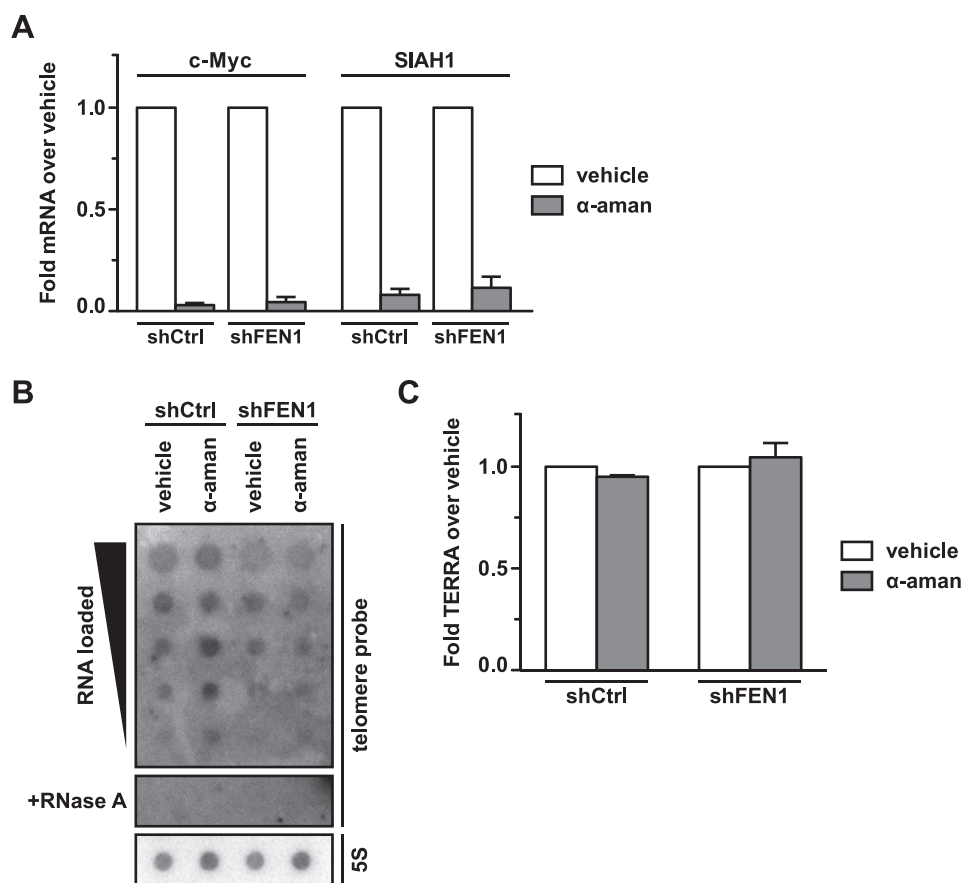 A
c-Myc
SIAH1
Fold mRNA over vehicle
1.0
0.5
0.0
shCtrl
shFEN1
shCtrl
shFEN1
vehicle
α-aman
B
shCtrl
shFEN1
vehicle
α-aman
vehicle
α-aman
RNA loaded
telomere probe
+RNase A
5S
C
Fold TERRA over vehicle
1.0
0.5
0.0
shCtrl
shFEN1
vehicle
α-aman